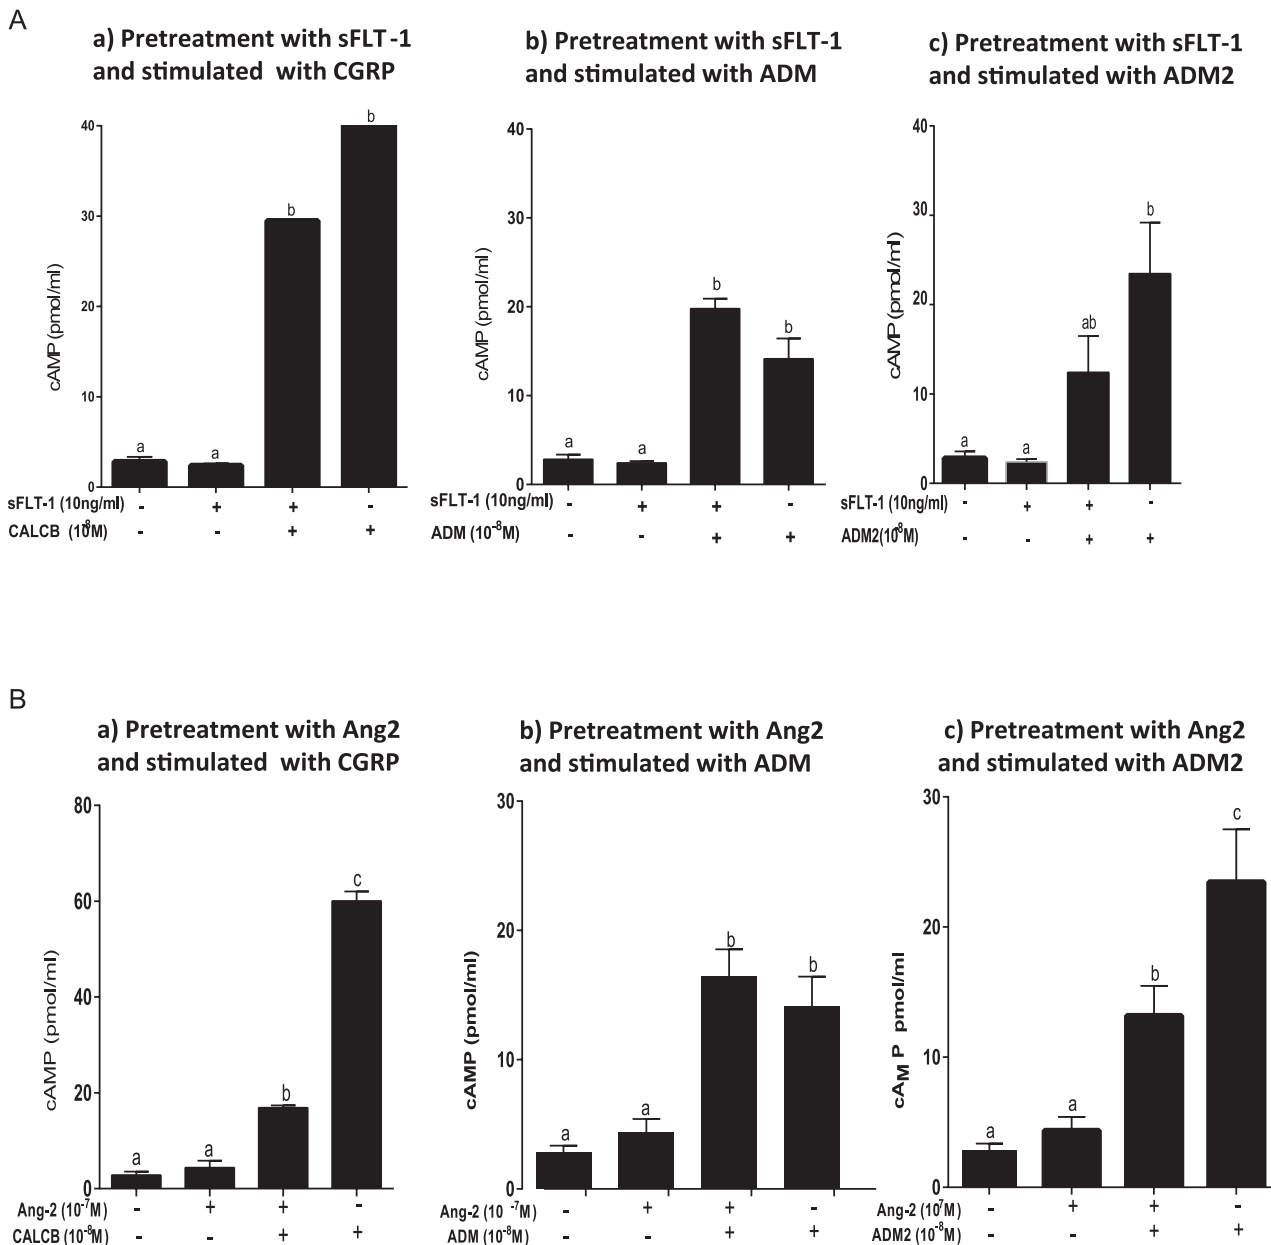 A
a) Pretreatment with sFLT-1
and stimulated with CGRP
b) Pretreatment with sFLT-1
and stimulated with ADM
c) Pretreatment with sFLT-1
and stimulated with ADM2
cAMP (pmol/ml)
40
30
20
10
0
a
a
b
b
sFLT-1 (10ng/ml) - + + -
CALCB (10-8M) - - + +
cAMP (pmol/ml)
40
30
20
10
0
a
a
b
b
sFLT-1 (10ng/ml) - + + -
ADM (10-8M) - - + +
cAMP (pmol/ml)
40
30
20
10
0
a
a
ab
b
sFLT-1 (10ng/ml) - + + -
ADM2(10-8M) - - + +
B
a) Pretreatment with Ang2
and stimulated with CGRP
b) Pretreatment with Ang2
and stimulated with ADM
c) Pretreatment with Ang2
and stimulated with ADM2
cAMP (pmol/ml)
80
60
40
20
0
a
a
b
c
Ang-2 (10-7M) - + + -
CALCB (10-8M) - - + +
cAMP (pmol/ml)
30
20
10
0
a
a
b
b
Ang-2 (10-7M) - + + -
ADM (10-8M) - - + +
cAMP pmol/ml)
30
20
10
0
a
a
b
c
Ang-2 (107M) - + + -
ADM2 (10-8M) - - + +